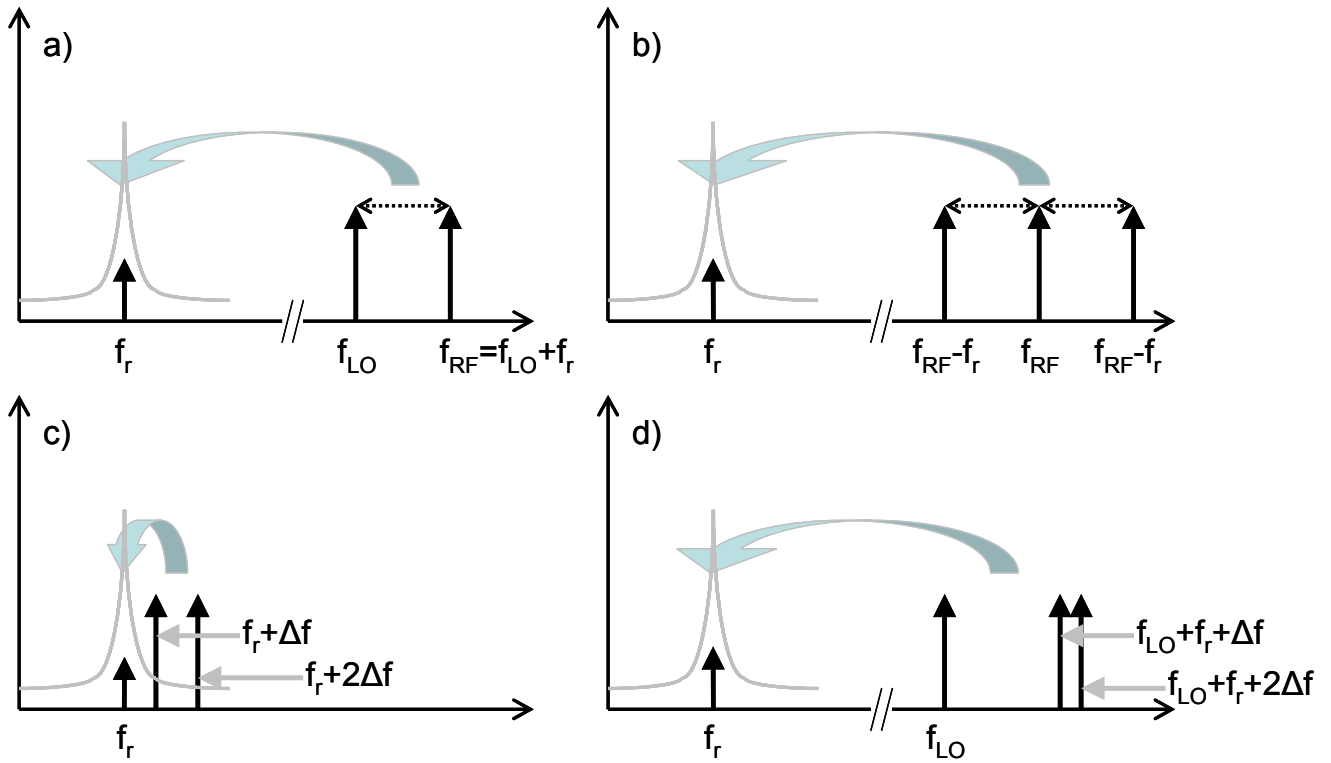 a)
f_r
f_LO
f_RF=f_LO+f_r
b)
f_r
f_RF-f_r
f_RF
f_RF-f_r
c)
f_r+Δf
f_r+2Δf
f_r
d)
f_LO+f_r+Δf
f_LO+f_r+2Δf
f_r
f_LO